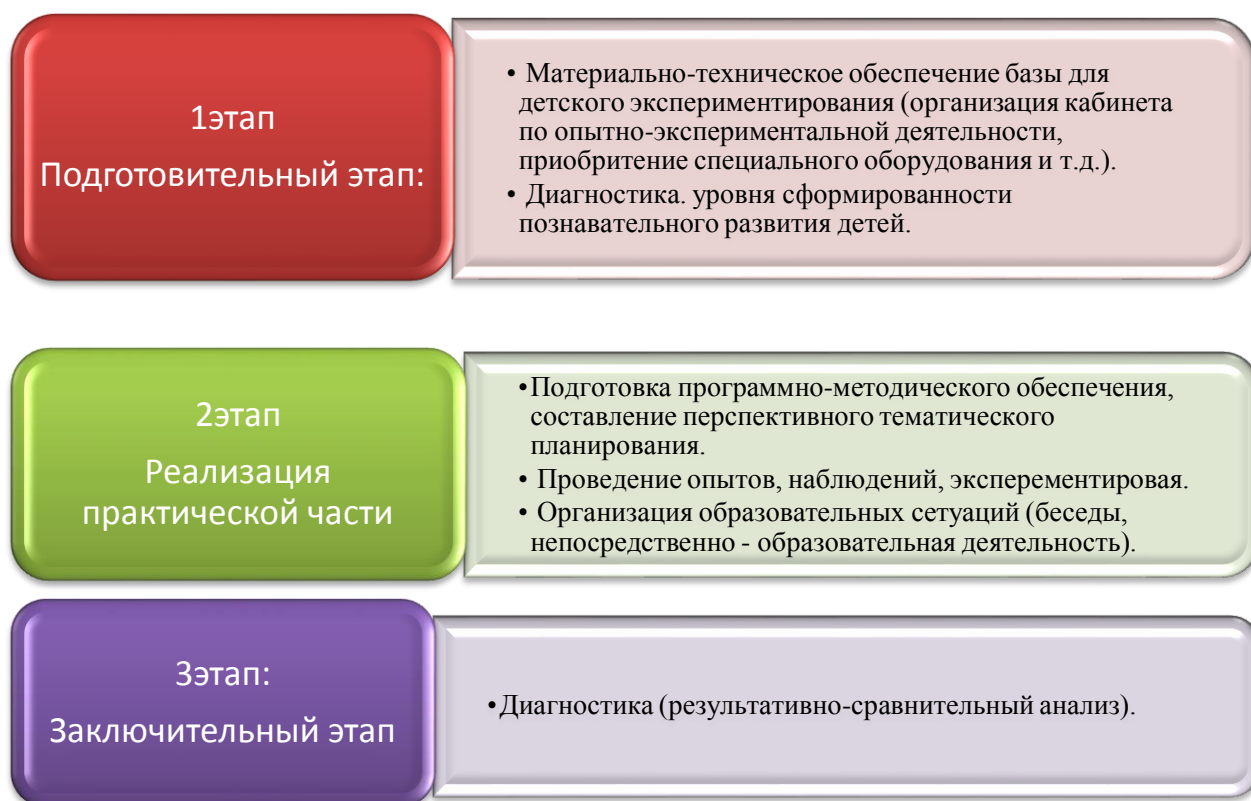 1этап
Подготовительный этап:
• Материально-техническое обеспечение базы для
детского экспериментирования (организация кабинета
по опытно-экспериментальной деятельности,
приобритение специального оборудования и т.д.).
• Диагностика. уровня сформированности
познавательного развития детей.
2этап
Реализация
практической части
•Подготовка программно-методического обеспечения,
составление перспективного тематического
планирования.
• Проведение опытов, наблюдений, эксперементировая.
• Организация образовательных сетуаций (беседы,
непосредственно - образовательная деятельность).
3этап:
Заключительный этап
•Диагностика (результативно-сравнительный анализ).